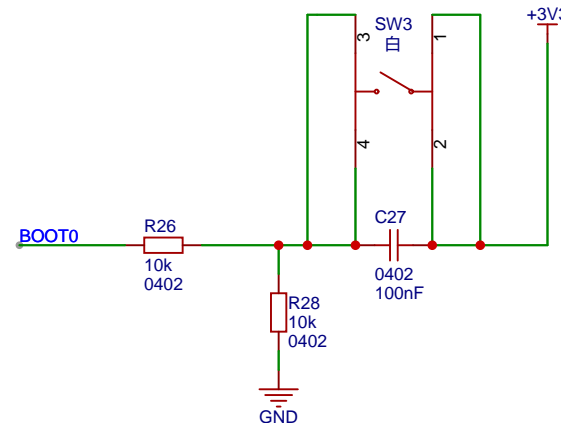 +3V3
SW3
白
3
1
4
2
BOOT0
R26
10k
0402
C27
0402
100nF
R28
10k
0402
GND